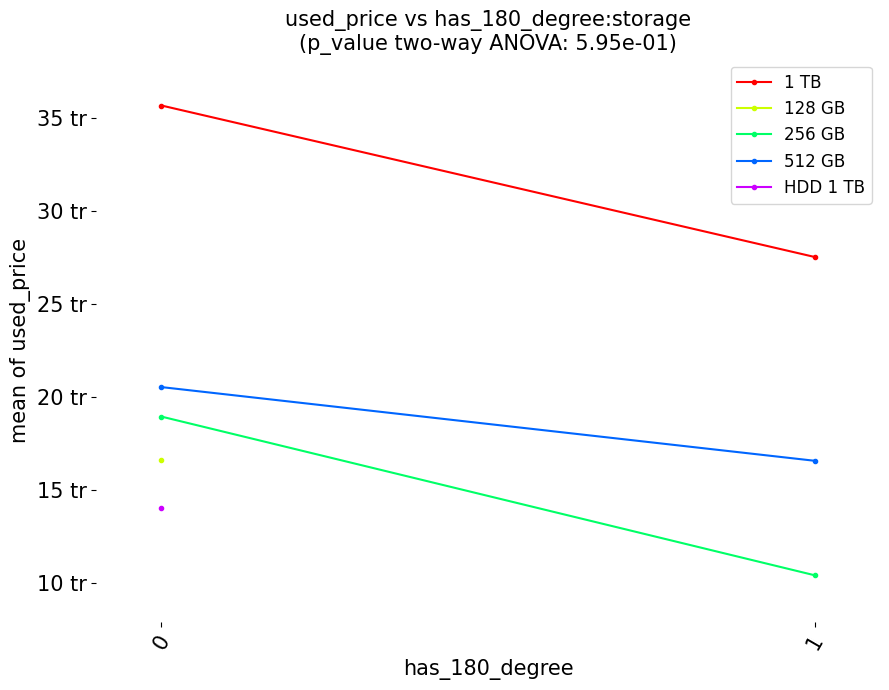 used_price vs has_180_degree:storage
(p_value two-way ANOVA: 5.95e-01)
1 TB
128 GB
256 GB
512 GB
HDD 1 TB
35 tr
30 tr
25 tr
20 tr
15 tr
10 tr
mean of used_price
0
1
has_180_degree